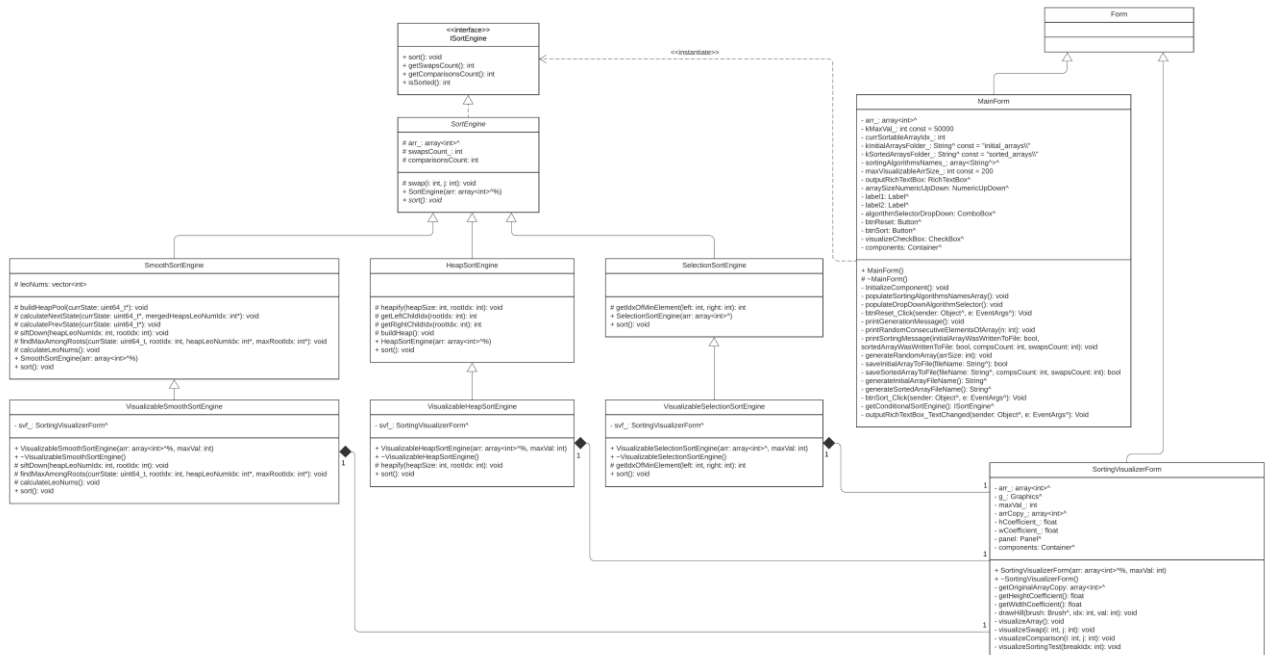 Form
<<interface>>
ISortEngine
+ sort(): void
+ getSwapsCount(): int
+ getComparisonsCount(): int
+ isSorted(): int
<<instantiate>>
MainForm
- arr_: array<int>^
- kMaxVal_: int const = 50000
- currSortableArrayIdx_: int
- kInitialArraysFolder_: String^ const = "initial_arrays\\"
- kSortedArraysFolder_: String^ const = "sorted_arrays\\"
- sortingAlgorithmsNames_: array<String^>^
- maxVisualizableArrSize_: int const = 200
- outputRichTextBox: RichTextBox^
- arraySizeNumericUpDown: NumericUpDown^
- label1: Label^
- label2: Label^
- algorithmSelectorDropDown: ComboBox^
- btnReset: Button^
- btnSort: Button^
- visualizeCheckBox: CheckBox^
- components: Container^
+ MainForm()
# ~MainForm()
- InitializeComponent(): void
- populateSortingAlgorithmsNamesArray(): void
- populateDropDownAlgorithmSelector(): void
- btnReset_Click(sender: Object^, e: EventArgs^): Void
- printGenerationMessage(): void
- printRandomConsecutiveElementsOfArray(n: int): void
- printSortingMessage(initialArrayWasWrittenToFile: bool,
sortedArrayWasWrittenToFile: bool, compsCount: int, swapsCount: int): void
- generateRandomArray(arrSize: int): void
- saveInitialArrayToFile(fileName: String^): bool
- saveSortedArrayToFile(fileName: String^, compsCount: int, swapsCount: int): bool
- generateInitialArrayFileName(): String^
- generateSortedArrayFileName(): String^
- btnSort_Click(sender: Object^, e: EventArgs^): Void
- getConditionalSortEngine(): ISortEngine^
- outputRichTextBox_TextChanged(sender: Object^, e: EventArgs^): Void
SortEngine
# arr_: array<int>^
# swapsCount_: int
# comparisonsCount: int
# swap(i: int, j: int): void
+ SortEngine(arr: array<int>^%)
+ sort(): void
SmoothSortEngine
# leoNums: vector<int>
# buildHeapPool(currState: uint64_t*): void
# calculateNextState(currState: uint64_t*, mergedHeapsLeoNumIdx: int*): void
# calculatePrevState(currState: uint64_t*): void
# siftDown(heapLeoNumIdx: int, rootIdx: int): void
# findMaxAmongRoots(currState: uint64_t, rootIdx: int, heapLeoNumIdx: int*, maxRootIdx: int*): void
# calculateLeoNums(): void
+ SmoothSortEngine(arr: array<int>^%)
+ sort(): void
HeapSortEngine
# heapify(heapSize: int, rootIdx: int): void
# getLeftChildIdx(rootIdx: int): int
# getRightChildIdx(rootIdx: int): int
# buildHeap(): void
+ HeapSortEngine(arr: array<int>^%)
+ sort(): void
SelectionSortEngine
# getIdxOfMinElement(left: int, right: int): int
+ SelectionSortEngine(arr: array<int>^)
+ sort(): void
VisualizableSmoothSortEngine
- svf_: SortingVisualizerForm^
+ VisualizableSmoothSortEngine(arr: array<int>^%, maxVal: int)
+ ~VisualizableSmoothSortEngine()
# siftDown(heapLeoNumIdx: int, rootIdx: int): void
# findMaxAmongRoots(currState: uint64_t, rootIdx: int, heapLeoNumIdx: int*, maxRootIdx: int*): void
# calculateLeoNums(): void
+ sort(): void
1
VisualizableHeapSortEngine
- svf_: SortingVisualizerForm^
+ VisualizableHeapSortEngine(arr: array<int>^%, maxVal: int)
+ ~VisualizableHeapSortEngine()
# heapify(heapSize: int, rootIdx: int): void
+ sort(): void
1
VisualizableSelectionSortEngine
- svf_: SortingVisualizerForm^
+ VisualizableSelectionSortEngine(arr: array<int>^, maxVal: int)
+ ~VisualizableSelectionSortEngine()
# getIdxOfMinElement(left: int, right: int): int
+ sort(): void
1
1
1
1
SortingVisualizerForm
- arr_: array<int>^
- g_: Graphics^
- maxVal_: int
- arrCopy_: array<int>^
- hCoefficient_: float
- wCoefficient_: float
- panel: Panel^
- components: Container^
+ SortingVisualizerForm(arr: array<int>^%, maxVal: int)
+ ~SortingVisualizerForm()
- getOriginalArrayCopy: array<int>^
- getHeightCoefficient(): float
- getWidthCoefficient(): float
- drawHill(brush: Brush^, idx: int, val: int): void
- visualizeArray(): void
- visualizeSwap(i: int, j: int): void
- visualizeComparison(i: int, j: int): void
- visualizeSortingTest(breakIdx: int): void